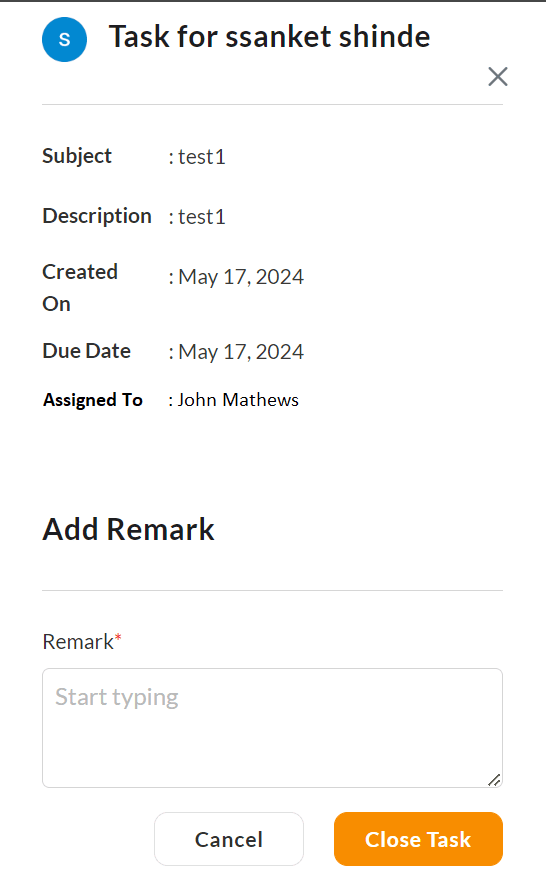 S
Task for ssanket shinde
Subject : test1
Description : test1
Created
On : May 17, 2024
Due Date : May 17, 2024
Assigned To : John Mathews
Add Remark
Remark*
Start typing
Cancel Close Task